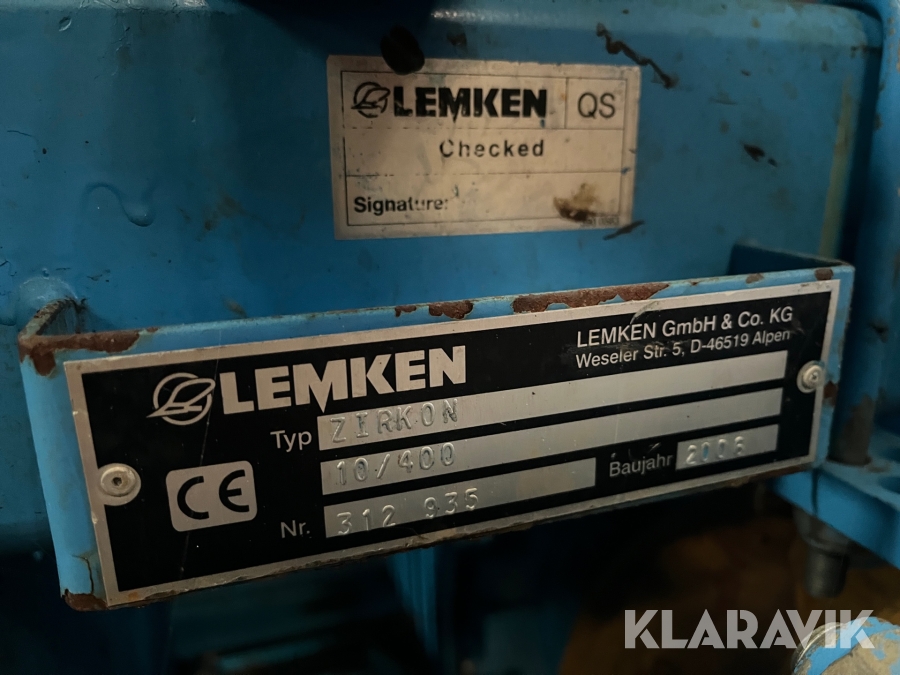 LEMKEN QS
Checked
Signature:
LEMKEN GmbH & Co. KG
Weseler Str. 5, D-46519 Alpen
LEMKEN
Typ ZIRKON
10/400
Baujahr 2006
CE
Nr. 312 935
KLARAVIK